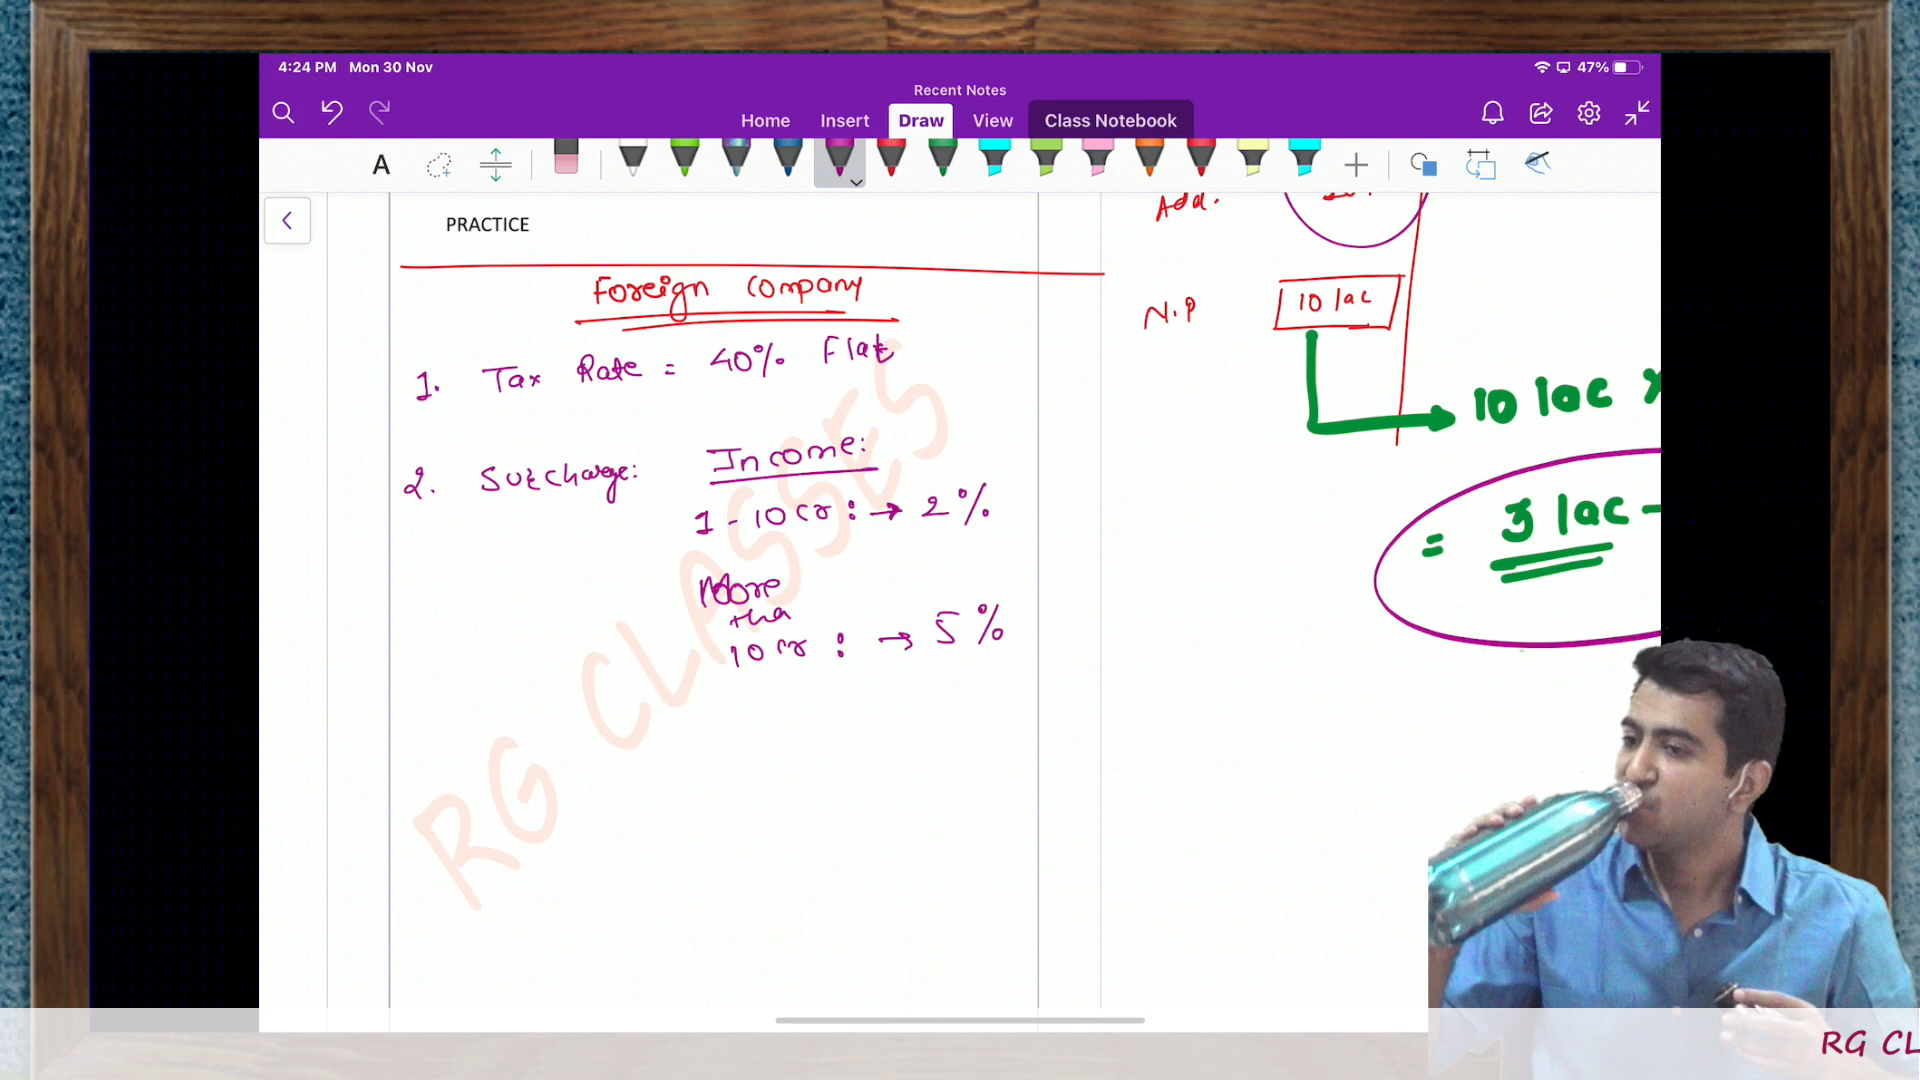 4:24 PM Mon 30 Nov
47%
Recent Notes
Home Insert Draw View Class Notebook
A
PRACTICE
Foreign Company
1. Tax Rate = 40% Flat
2. Surcharge: Income:
1 - 10 cr : → 2%
More
tha
10 cr : → 5%
Add.
N.P 10 lac
10 lac x
= 3 lac -
RG CLASSES
RG CL